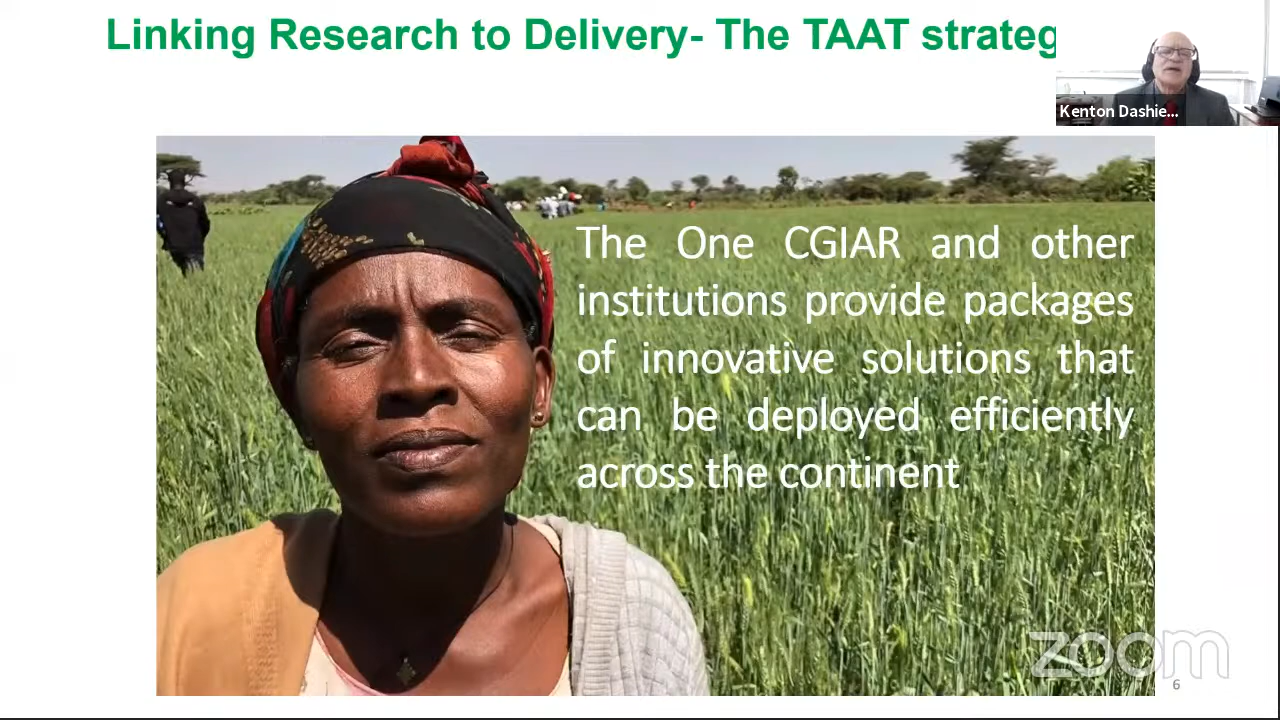 Linking Research to Delivery- The TAAT strateg
Kenton Dashie...
The One CGIAR and other
institutions provide packages
of innovative solutions that
can be deployed efficiently
across the continent
zoom
6